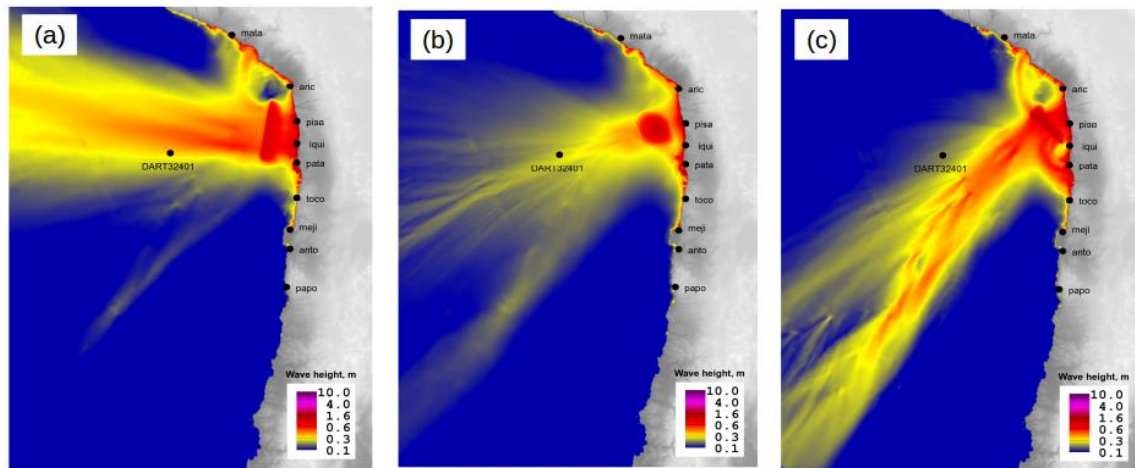 (a)
mata
aric
pisa
iqui
DART32401
pata
toco
meji
anto
papo
Wave height, m
10.0
4.0
1.6
0.6
0.3
0.1
(b)
mata
aric
pisa
iqui
DART32401
pata
toco
meji
anto
papo
Wave height, m
10.0
4.0
1.6
0.6
0.3
0.1
(c)
mata
aric
pisa
iqui
DART32401
pata
toco
meji
anto
papo
Wave height, m
10.0
4.0
1.6
0.6
0.3
0.1